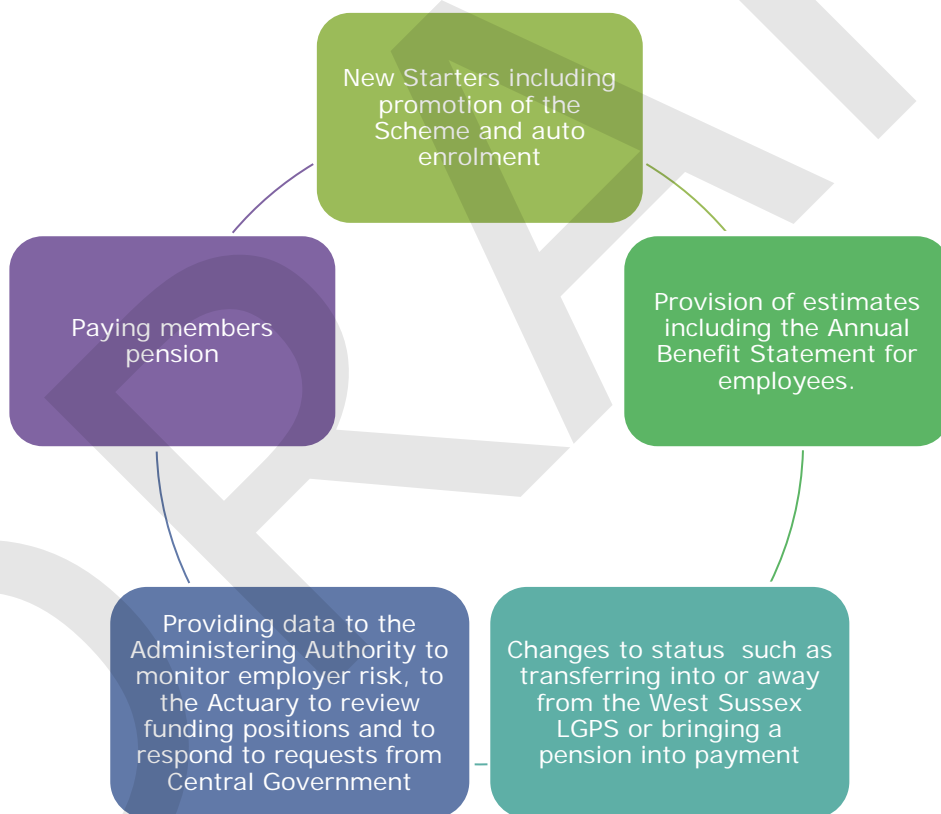 New Starters including
promotion of the
Scheme and auto
enrolment
Provision of estimates
including the Annual
Benefit Statement for
employees.
Changes to status  such as
transferring into or away
from the West Sussex
LGPS or bringing a
pension into payment
Providing data to the
Administering Authority to
monitor employer risk, to
the Actuary to review
funding positions and to
respond to requests from
Central Government
Paying members
pension